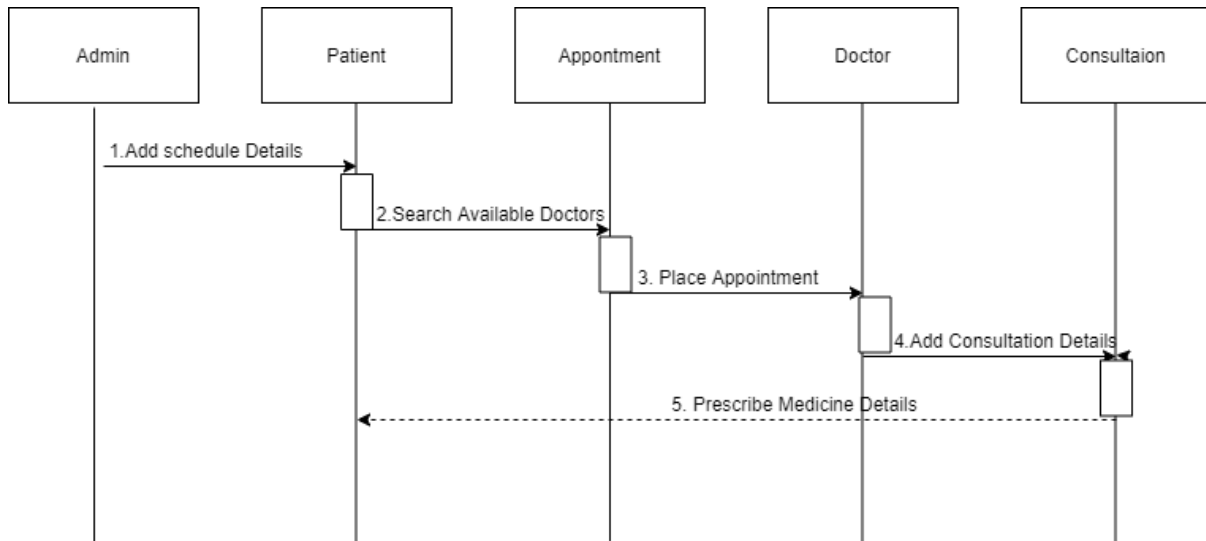 Admin
Patient
Appontment
Doctor
Consultaion
1.Add schedule Details
2.Search Available Doctors
3. Place Appointment
4.Add Consultation Details
5. Prescribe Medicine Details